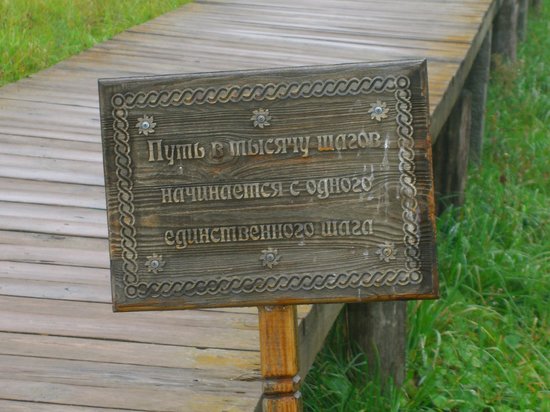 Путь в тысячу шагов
начинается с одного
единственного шага